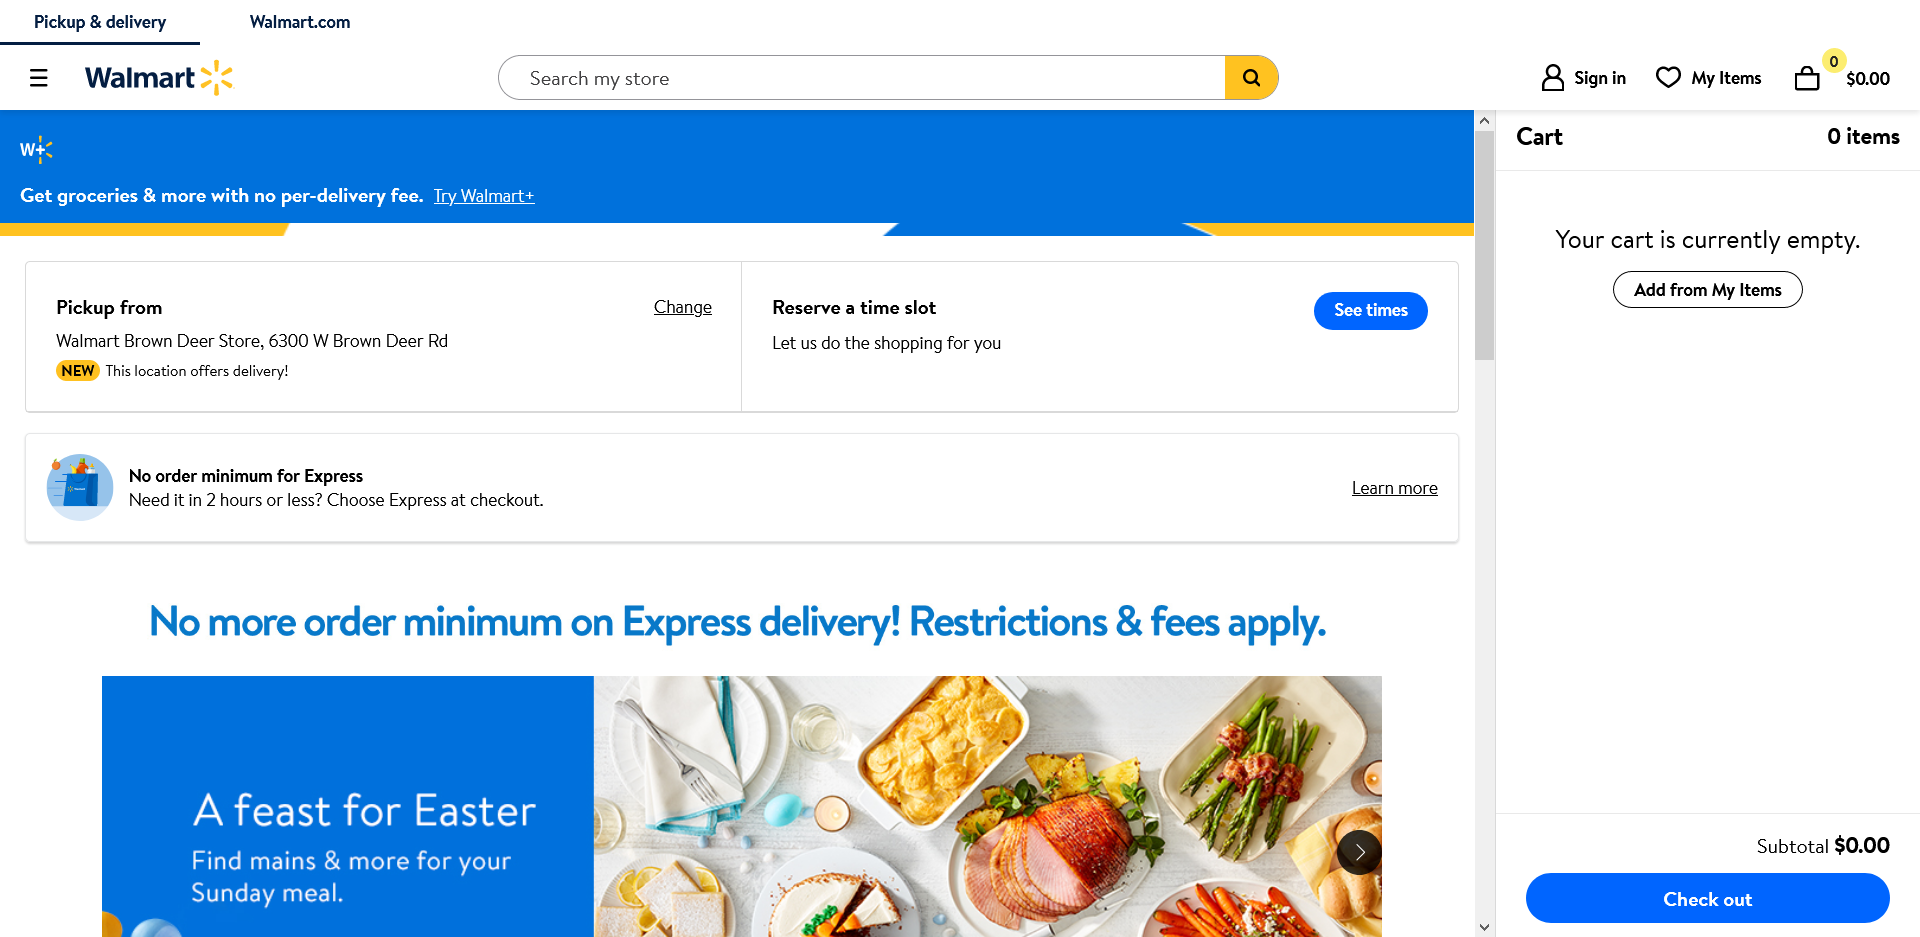 Pickup & delivery
Walmart.com
Walmart
Search my store
Sign in
My Items
0
$0.00
W+
Get groceries & more with no per-delivery fee. Try Walmart+
Pickup from
Change
Walmart Brown Deer Store, 6300 W Brown Deer Rd
NEW This location offers delivery!
Reserve a time slot
See times
Let us do the shopping for you
No order minimum for Express
Need it in 2 hours or less? Choose Express at checkout.
Learn more
No more order minimum on Express delivery! Restrictions & fees apply.
A feast for Easter
Find mains & more for your
Sunday meal.
Cart
0 items
Your cart is currently empty.
Add from My Items
Subtotal $0.00
Check out